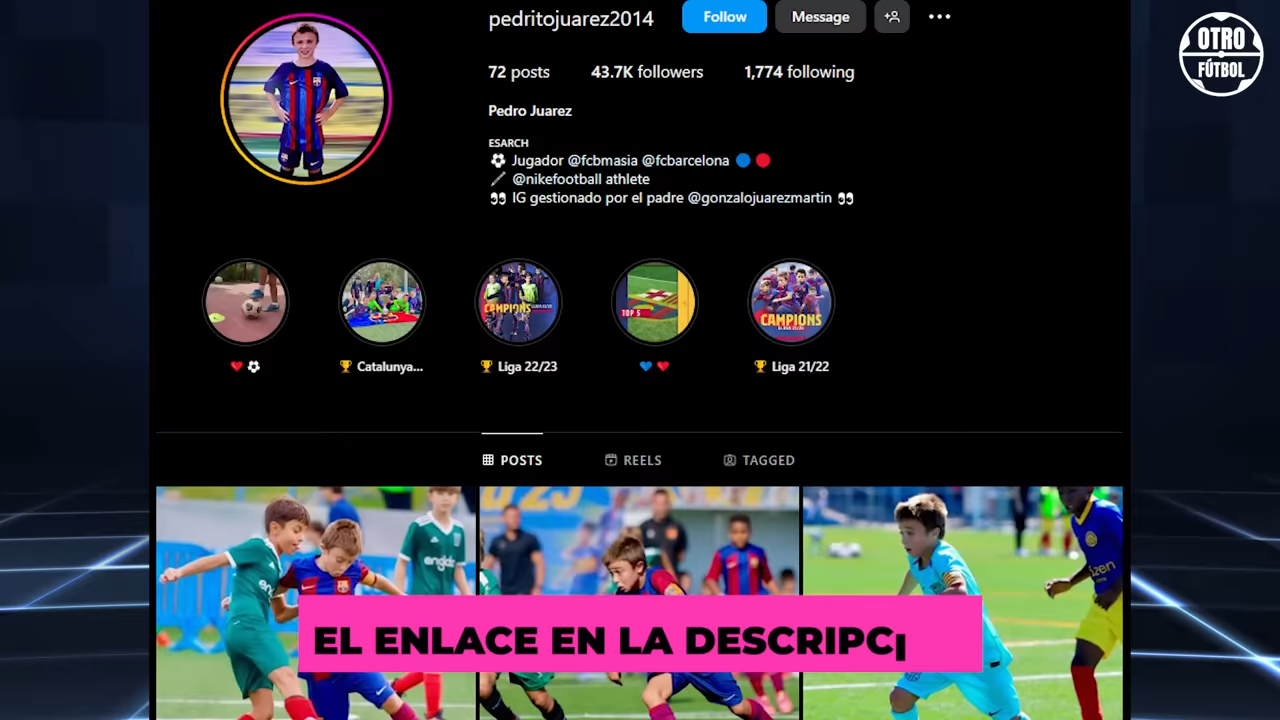 pedritojuarez2014
Follow
Message
72 posts
43.7K followers
1,774 following
Pedro Juarez
ESARCH
⚽ Jugador @fcbmasia @fcbarcelona 🔵🔴
@nikefootball athlete
👀 IG gestionado por el padre @gonzalojuarezmartin 👀
OTRO
FÚTBOL
CAMPIONS
TOP 5
CAMPIONS
🏆 Catalunya...
🏆 Liga 22/23
🏆 Liga 21/22
POSTS
REELS
TAGGED
EL ENLACE EN LA DESCRIPC